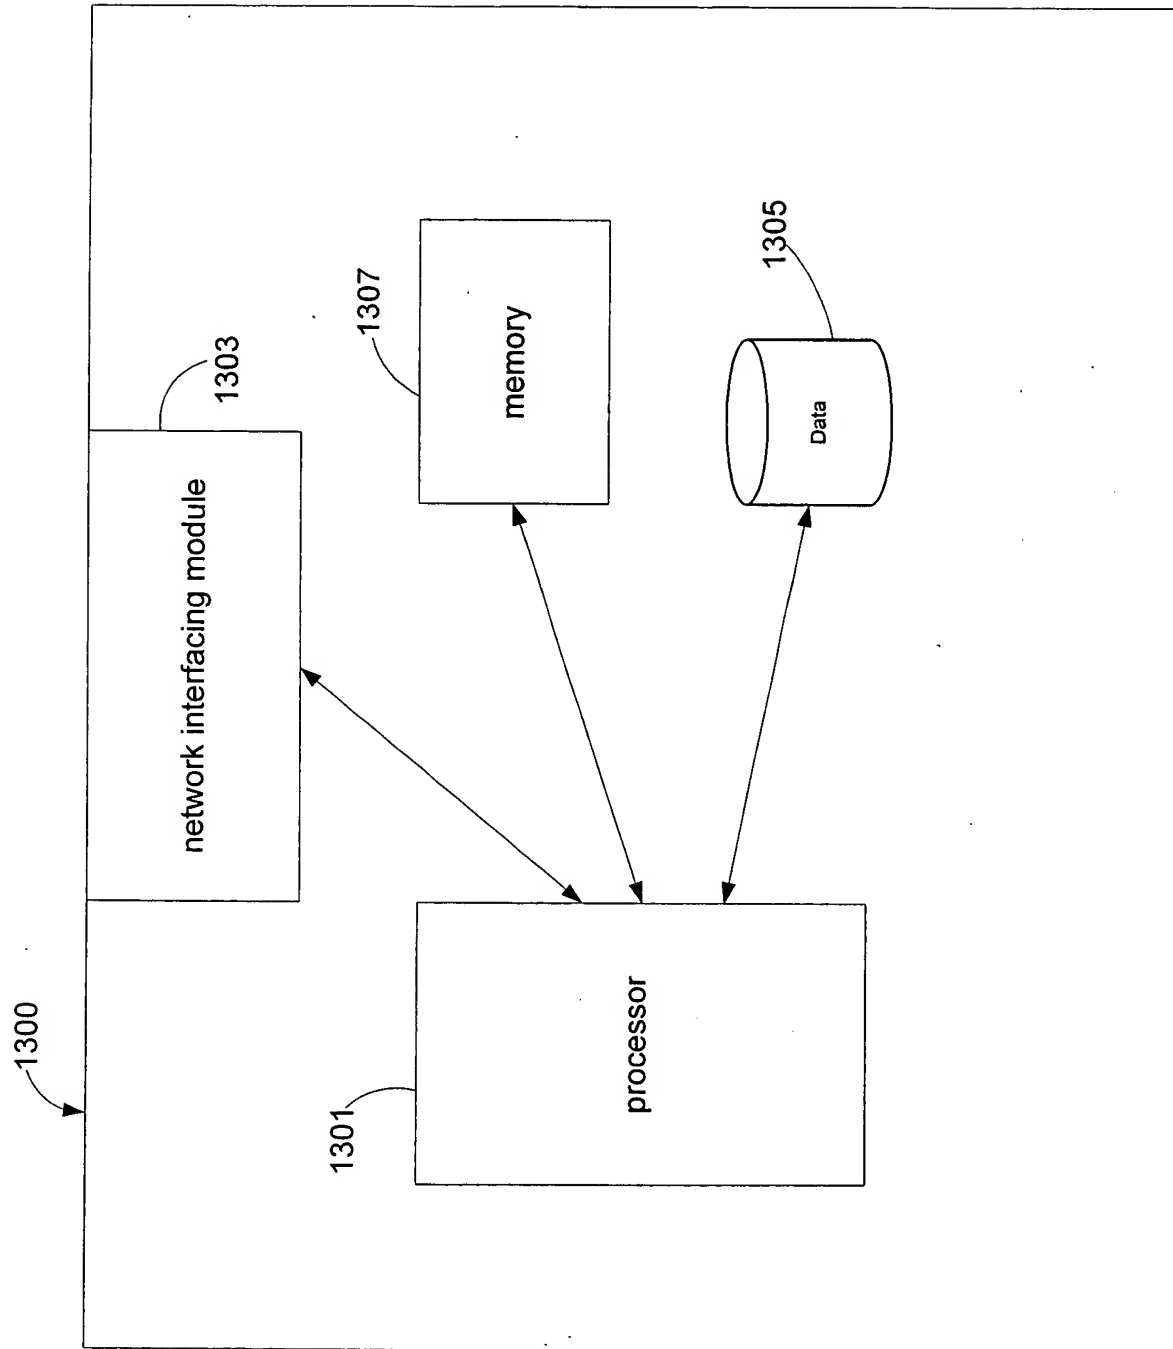 1300
network interfacing module
1303
1307
memory
1301
processor
1305
Data